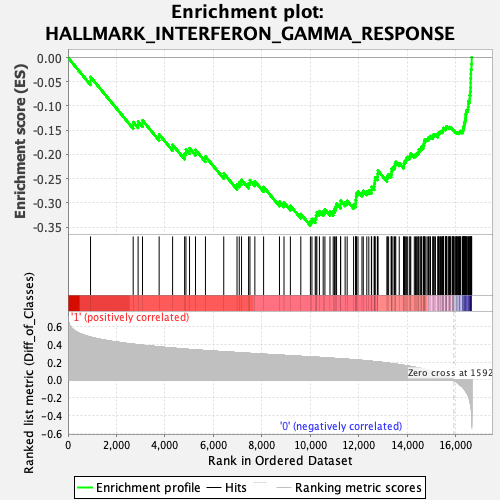 Enrichment plot:
HALLMARK_INTERFERON_GAMMA_RESPONSE
Enrichment score (ES)
0.00
-0.05
-0.10
-0.15
-0.20
-0.25
-0.30
-0.35
'1' (positively correlated)
Ranked list metric (Diff_of_Classes)
0.6
0.4
0.2
0.0
-0.2
-0.4
-0.6
Zero cross at 1592
'0' (negatively correlated)
0
2,000
4,000
6,000
8,000
10,000
12,000
14,000
16,000
Rank in Ordered Dataset
Enrichment profile
Hits
Ranking metric scores